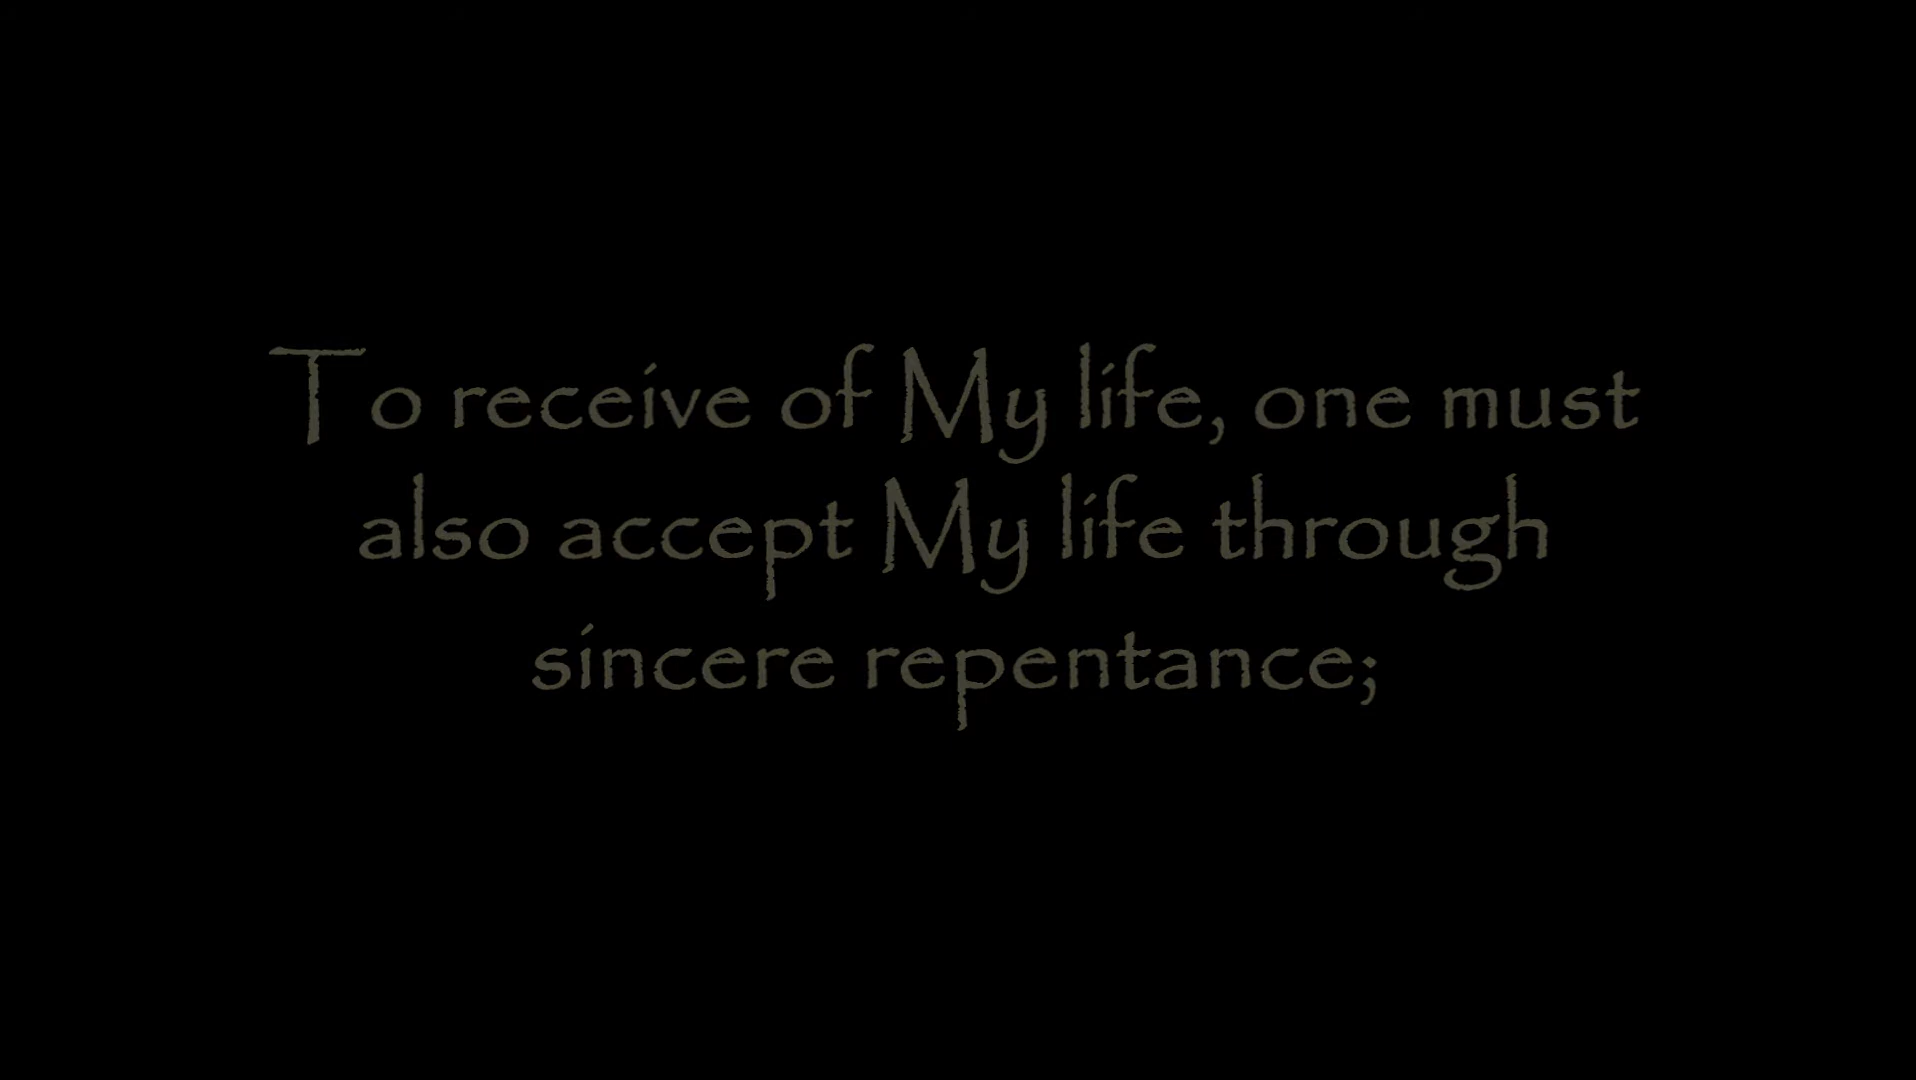 To receive of My life, one must
also accept My life through
sincere repentance;